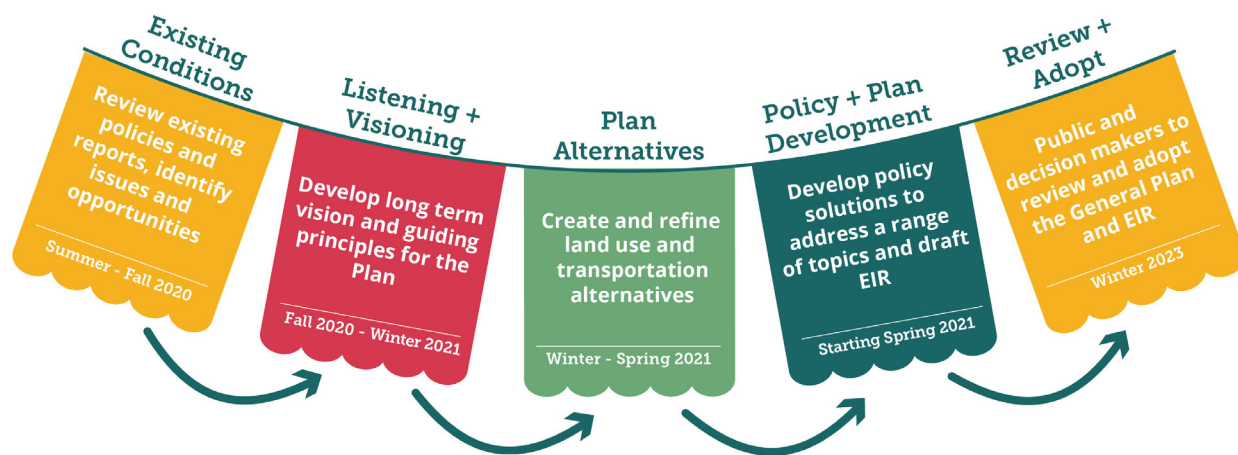 Existing
Conditions
Review existing
policies and
reports, identify
issues and
opportunities
Summer - Fall 2020
Listening +
Visioning
Develop long term
vision and guiding
principles for the
Plan
Fall 2020 - Winter 2021
Plan
Alternatives
Create and refine
land use and
transportation
alternatives
Winter - Spring 2021
Policy + Plan
Development
Develop policy
solutions to
address a range
of topics and draft
EIR
Starting Spring 2021
Review +
Adopt
Public and
decision makers to
review and adopt
the General Plan
and EIR
Winter 2023